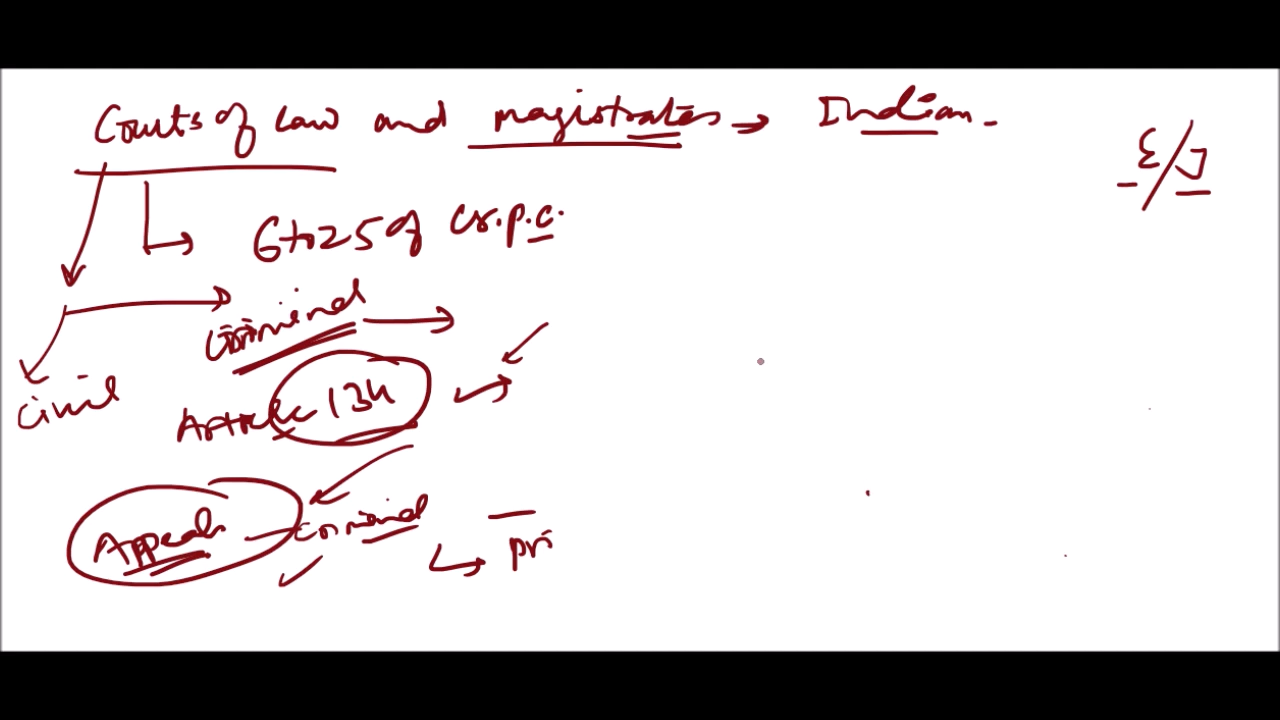 Courts of Law and magistrates → Indian.
E/J
→ 6 to 25 of Cr.p.c.
Criminal →
Civil
Article 134
Appeals - Criminal
pri